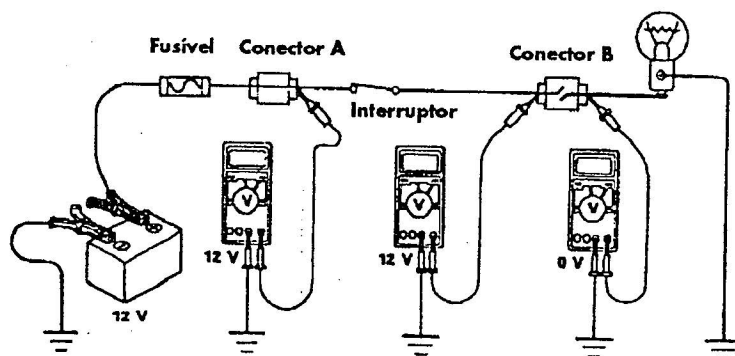 Fusível
Conector A
Conector B
Interruptor
V
V
V
12 V
12 V
0 V
12 V